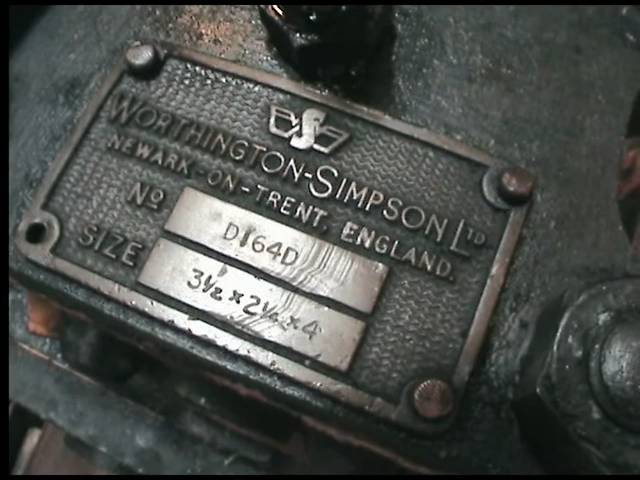 WORTHINGTON-SIMPSON LTD
NEWARK-ON-TRENT, ENGLAND.
NO. D164D
SIZE 3½ × 2¼ × 4